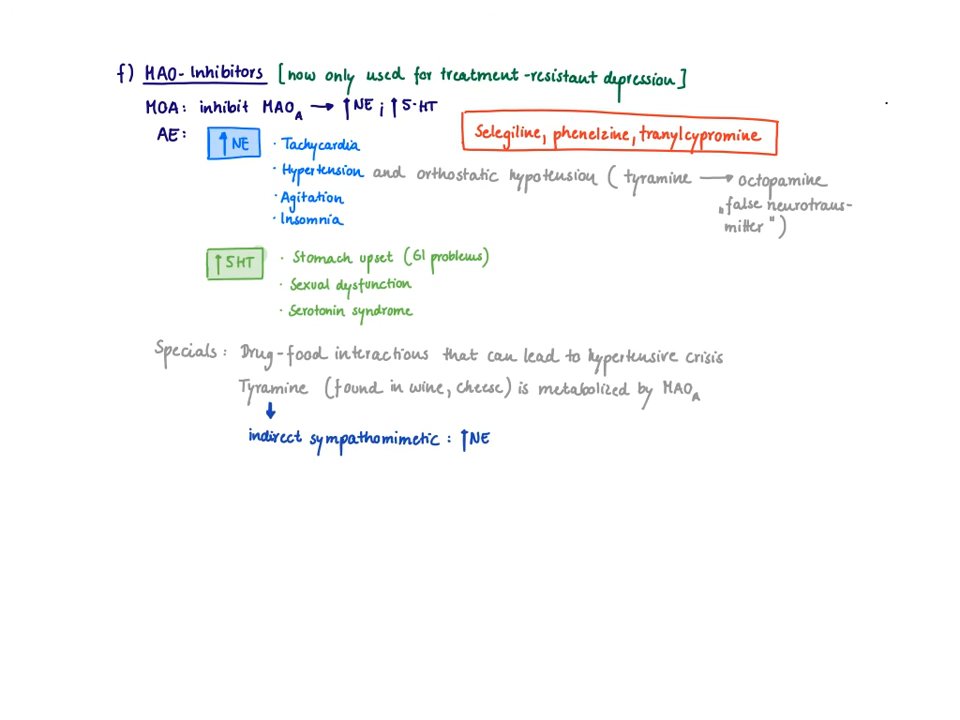 f) MAO-Inhibitors [now only used for treatment-resistant depression]
MOA: inhibit MAO_A → ↑NE ; ↑5-HT
Selegiline, phenelzine, tranylcypromine
AE: ↑NE · Tachycardia
· Hypertension and orthostatic hypotension (tyramine → octopamine
„false neurotrans-
mitter")
· Agitation
· Insomnia
↑5HT · Stomach upset (GI problems)
· Sexual dysfunction
· Serotonin syndrome
Specials: Drug-food interactions that can lead to hypertensive crisis
Tyramine (found in wine, cheese) is metabolized by MAO_A
↓
indirect sympathomimetic: ↑NE